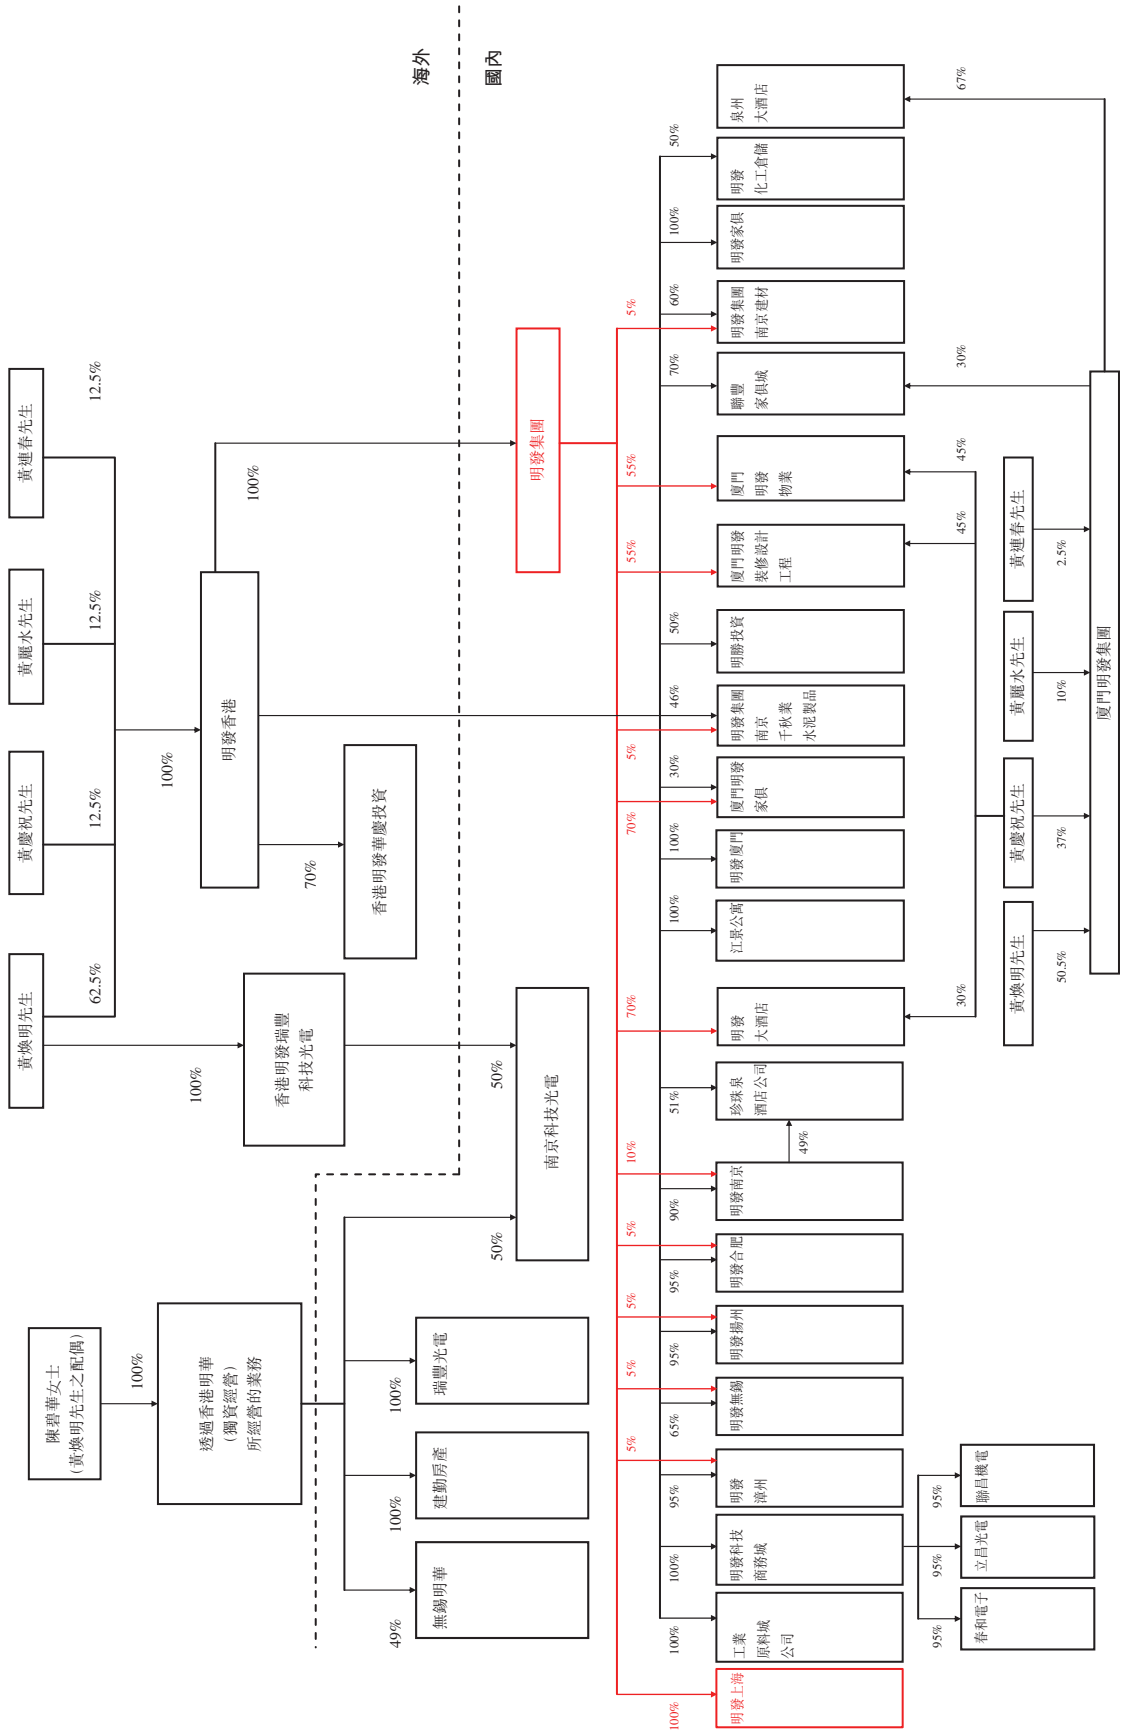 陳碧華女士
（黃煥明先生之配偶）
黃煥明先生
黃慶祝先生
黃麗水先生
黃連春先生
100%
62.5%
12.5%
12.5%
12.5%
透過香港明華
（獨資經營）
所經營的業務
100%
100%
香港明發瑞豐
科技光電
明發香港
70%
100%
香港明發華慶投資
海外
國內
49%
100%
100%
50%
50%
無錫明華
建勤房產
瑞豐光電
南京科技光電
明發集團
5%
5%
5%
5%
10%
70%
70%
5%
55%
55%
5%
100%
100%
100%
95%
65%
95%
95%
90%
51%
100%
100%
30%
46%
50%
70%
60%
100%
50%
明發上海
工業
原料城
公司
明發科技
商務城
明發
漳州
明發無錫
明發揚州
明發合肥
明發南京
珍珠泉
酒店公司
明發
大酒店
江景公寓
明發廈門
廈門明發
家俱
明發集團
南京
千秋業
水泥製品
明勝投資
廈門明發
裝修設計
工程
廈門
明發
物業
聯豐
家俱城
明發集團
南京建材
明發家俱
明發
化工倉儲
泉州
大酒店
49%
95%
95%
95%
30%
45%
45%
30%
67%
春和電子
立昌光電
聯昌機電
黃煥明先生
黃慶祝先生
黃麗水先生
黃連春先生
50.5%
37%
10%
2.5%
廈門明發集團